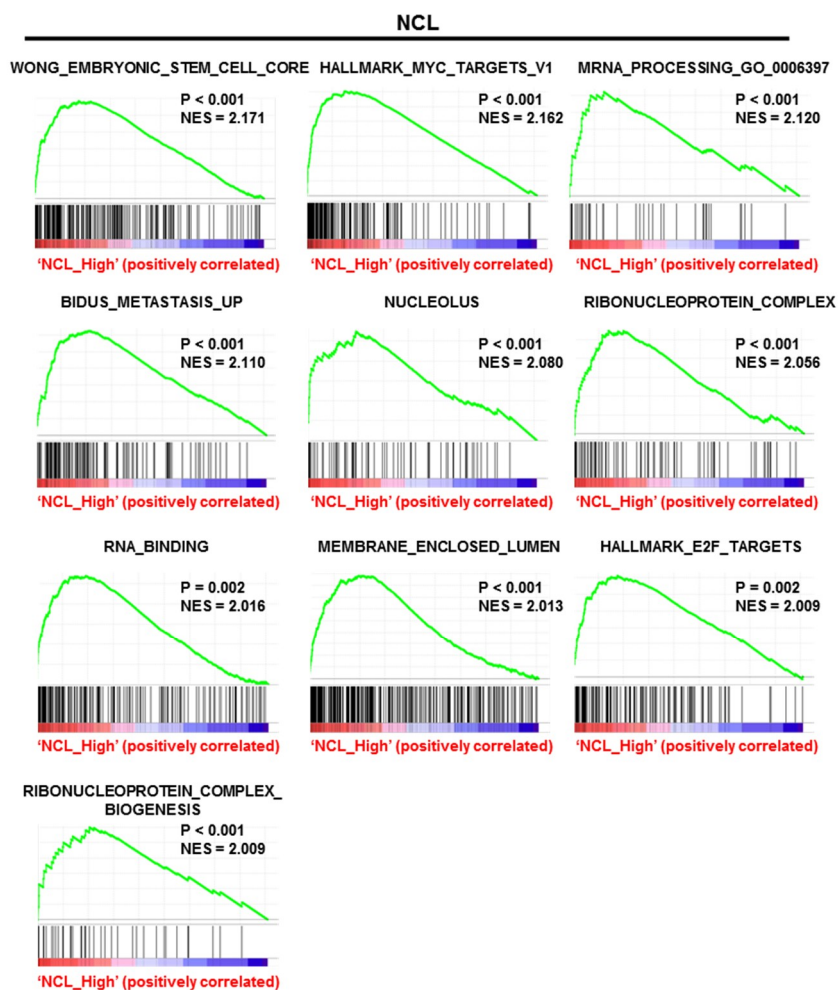 NCL
WONG_EMBRYONIC_STEM_CELL_CORE
P < 0.001
NES = 2.171
'NCL_High' (positively correlated)
HALLMARK_MYC_TARGETS_V1
P < 0.001
NES = 2.162
'NCL_High' (positively correlated)
MRNA_PROCESSING_GO_0006397
P < 0.001
NES = 2.120
'NCL_High' (positively correlated)
BIDUS_METASTASIS_UP
P < 0.001
NES = 2.110
'NCL_High' (positively correlated)
NUCLEOLUS
P < 0.001
NES = 2.080
'NCL_High' (positively correlated)
RIBONUCLEOPROTEIN_COMPLEX
P < 0.001
NES = 2.056
'NCL_High' (positively correlated)
RNA_BINDING
P = 0.002
NES = 2.016
'NCL_High' (positively correlated)
MEMBRANE_ENCLOSED_LUMEN
P < 0.001
NES = 2.013
'NCL_High' (positively correlated)
HALLMARK_E2F_TARGETS
P = 0.002
NES = 2.009
'NCL_High' (positively correlated)
RIBONUCLEOPROTEIN_COMPLEX_
BIOGENESIS
P < 0.001
NES = 2.009
'NCL_High' (positively correlated)